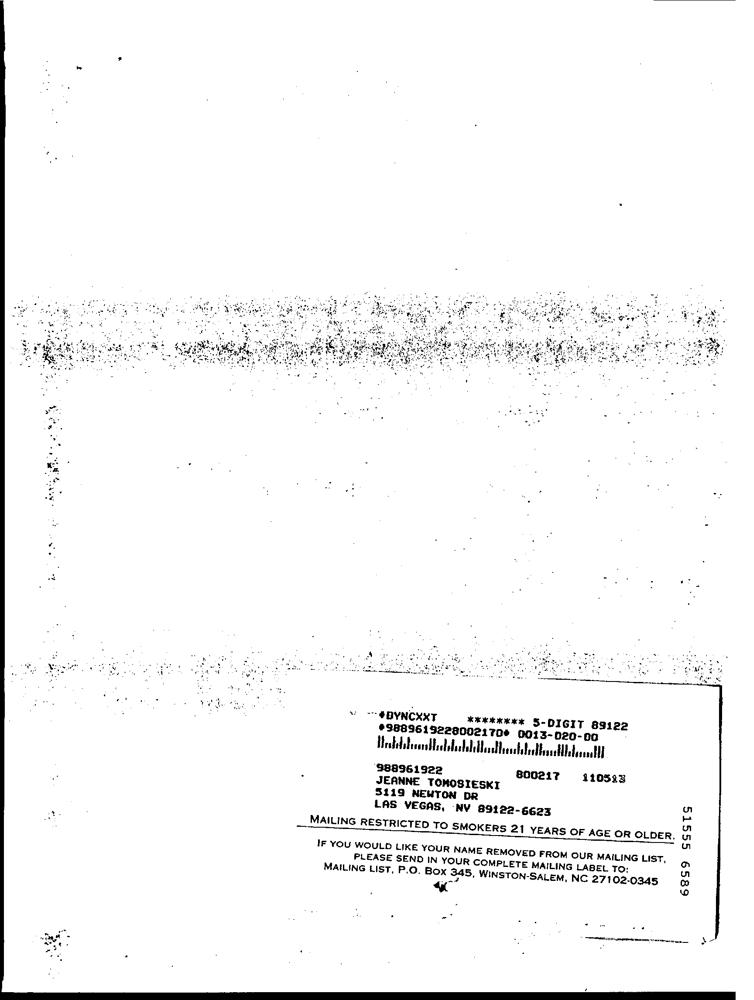 *DYNCXXT ******** 5-DIGIT 89122
*9889619228002170* 0013-020-00
988961922 800217 110513
JEANNE TOMOSIESKI
5119 NEWTON DR
LAS VEGAS, NV 89122-6623
MAILING RESTRICTED TO SMOKERS 21 YEARS OF AGE OR OLDER.
IF YOU WOULD LIKE YOUR NAME REMOVED FROM OUR MAILING LIST,
PLEASE SEND IN YOUR COMPLETE MAILING LABEL TO:
MAILING LIST, P.O. BOX 345, WINSTON-SALEM, NC 27102-0345
51555 6589